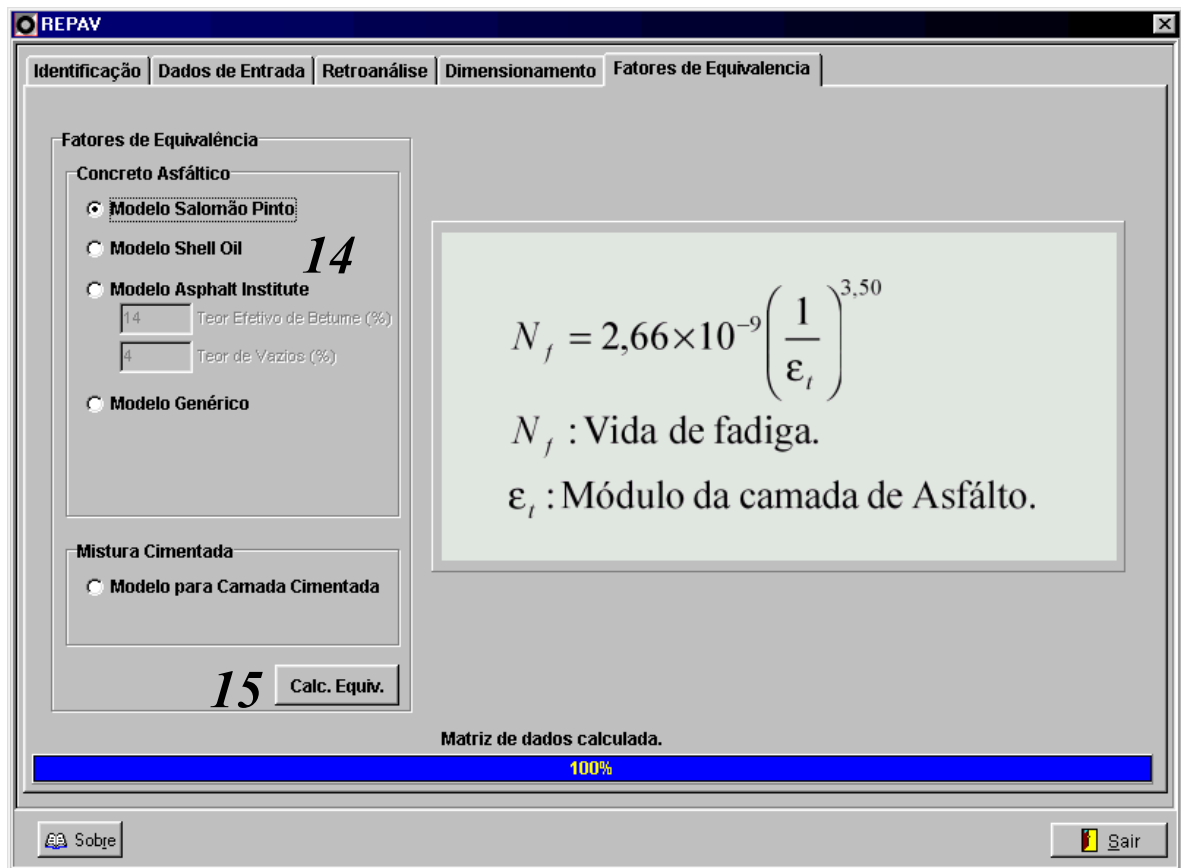 REPAV
Identificação Dados de Entrada Retroanálise Dimensionamento Fatores de Equivalencia
Fatores de Equivalência
Concreto Asfáltico
Modelo Salomão Pinto
Modelo Shell Oil
14
Modelo Asphalt Institute
14 Teor Efetivo de Betume (%)
4 Teor de Vazios (%)
Modelo Genérico
Mistura Cimentada
Modelo para Camada Cimentada
15 Calc. Equiv.
N_f = 2,66×10^{-9} (1/ε_t)^{3,50}
N_f : Vida de fadiga.
ε_t : Módulo da camada de Asfálto.
Matriz de dados calculada.
100%
Sobre Sair